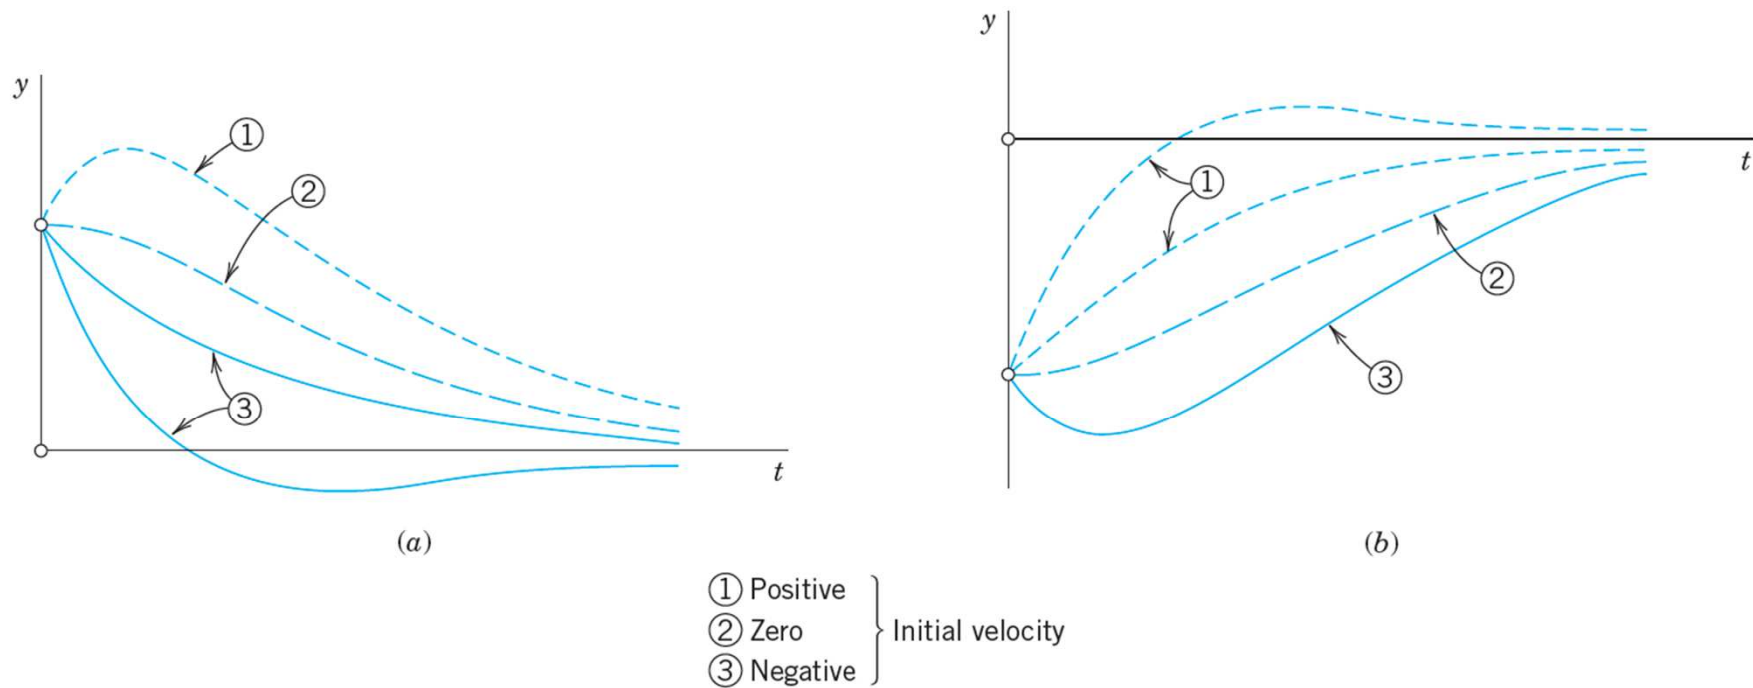 y
①
②
③
t
(a)
y
①
②
③
t
(b)
① Positive
② Zero
③ Negative
Initial velocity